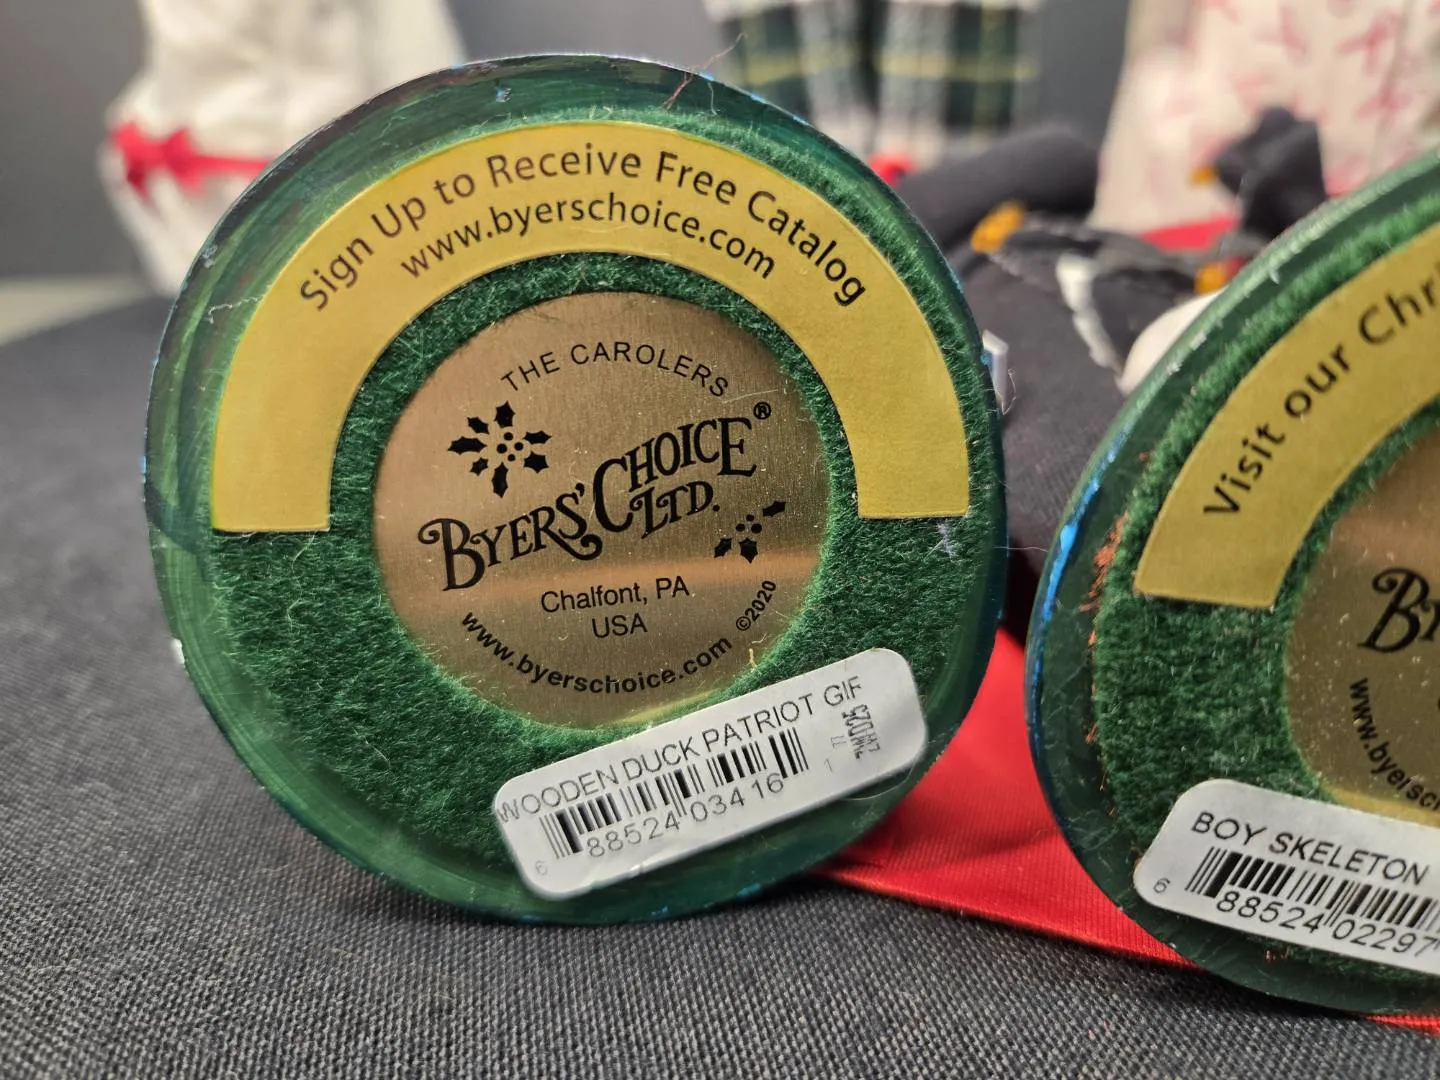 Sign Up to Receive Free Catalog
www.byerschoice.com
THE CAROLERS
BYERS' CHOICE®
LTD.
Chalfont, PA
USA
www.byerschoice.com ©2020
WOODEN DUCK PATRIOT GIF
6 88524 03416 1
Visit our
BOY SKELETON
6 88524 02297